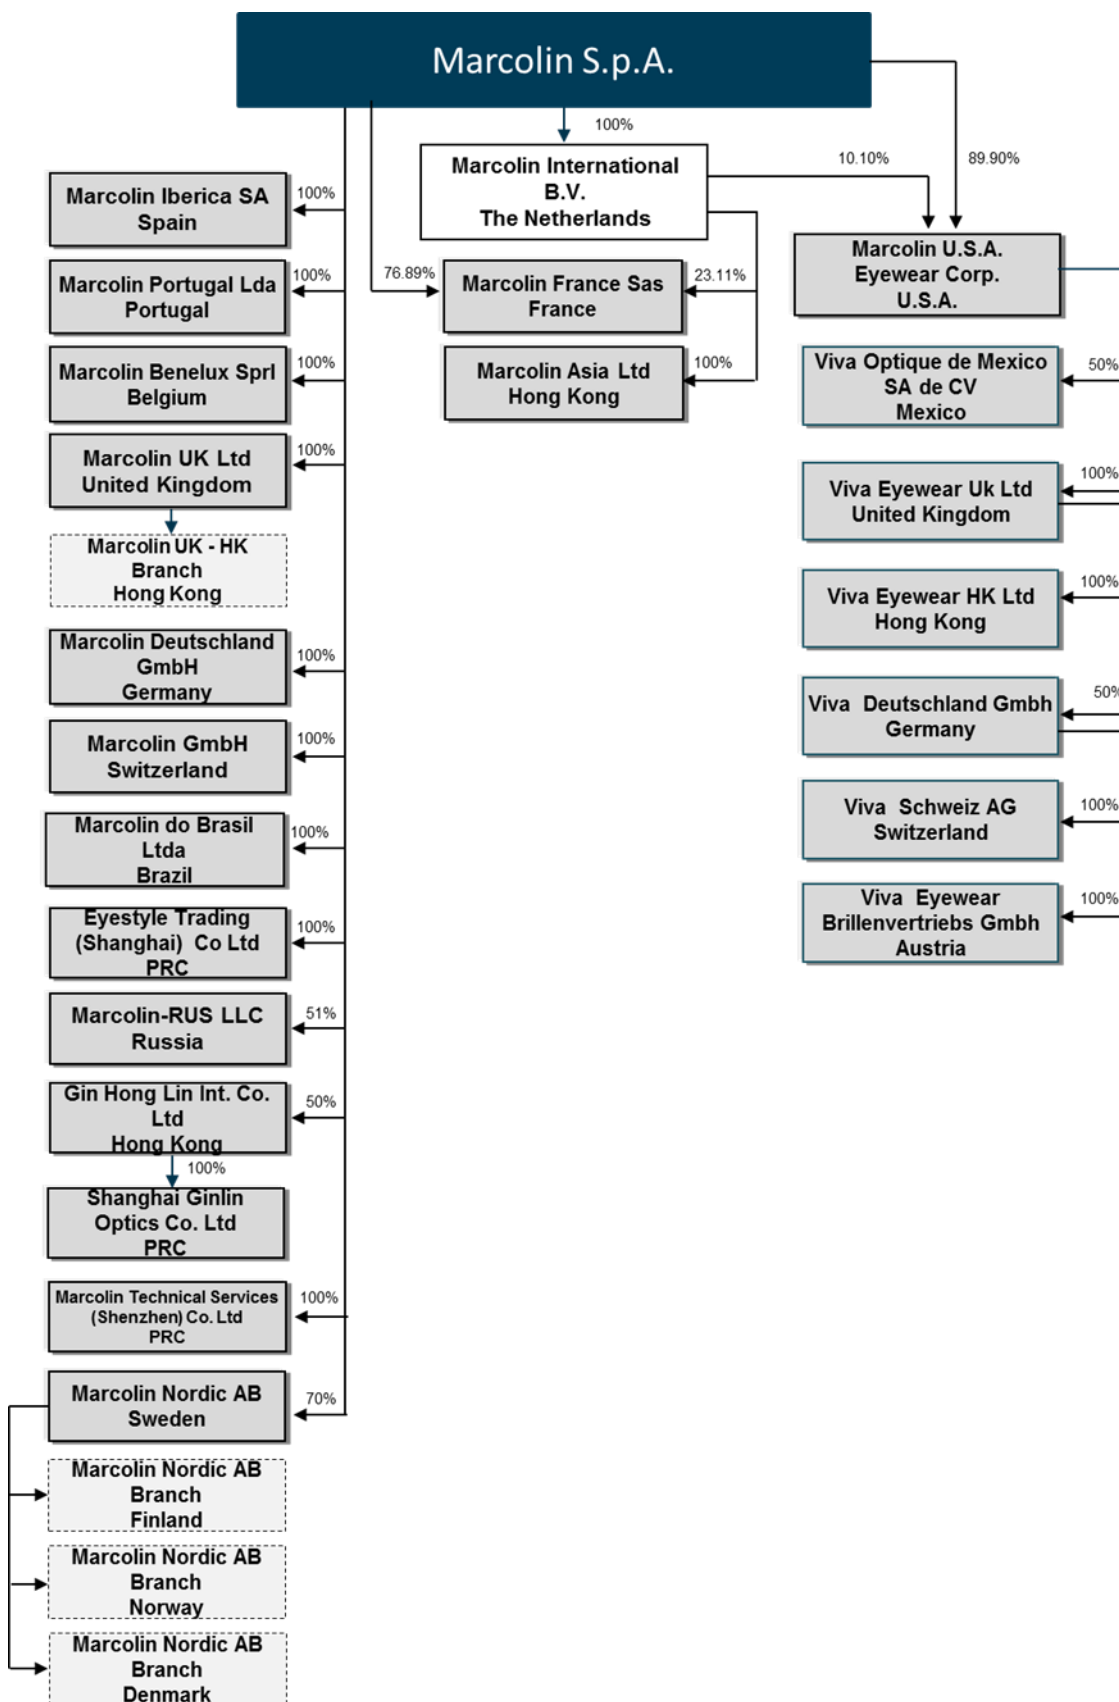 Marcolin S.p.A.
100%
Marcolin International
B.V.
The Netherlands
10.10%
89.90%
Marcolin Iberica SA
Spain
100%
Marcolin U.S.A.
Eyewear Corp.
U.S.A.
Marcolin Portugal Lda
Portugal
100%
76.89%
Marcolin France Sas
France
23.11%
Marcolin Benelux Sprl
Belgium
100%
Marcolin Asia Ltd
Hong Kong
100%
Viva Optique de Mexico
SA de CV
Mexico
50%
Marcolin UK Ltd
United Kingdom
100%
Viva Eyewear Uk Ltd
United Kingdom
100%
Marcolin UK - HK
Branch
Hong Kong
Viva Eyewear HK Ltd
Hong Kong
100%
Marcolin Deutschland
GmbH
Germany
100%
Viva Deutschland Gmbh
Germany
50%
Marcolin GmbH
Switzerland
100%
Viva Schweiz AG
Switzerland
100%
Marcolin do Brasil
Ltda
Brazil
100%
Viva Eyewear
Brillenvertriebs Gmbh
Austria
100%
Eyestyle Trading
(Shanghai) Co Ltd
PRC
100%
Marcolin-RUS LLC
Russia
51%
Gin Hong Lin Int. Co.
Ltd
Hong Kong
50%
100%
Shanghai Ginlin
Optics Co. Ltd
PRC
Marcolin Technical Services
(Shenzhen) Co. Ltd
PRC
100%
Marcolin Nordic AB
Sweden
70%
Marcolin Nordic AB
Branch
Finland
Marcolin Nordic AB
Branch
Norway
Marcolin Nordic AB
Branch
Denmark